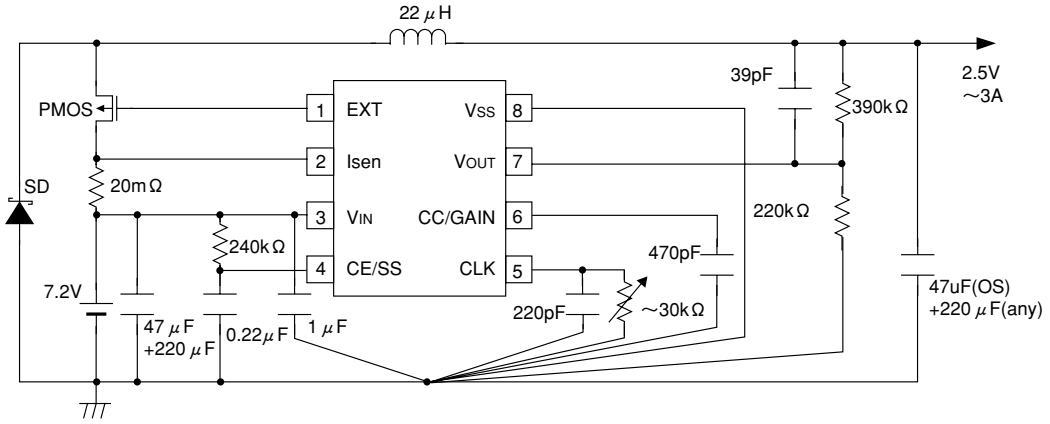 22 μH
39pF
2.5V
～3A
PMOS
1 EXT
VSS 8
390kΩ
2 Isen
VOUT 7
SD
20mΩ
3 VIN
CC/GAIN 6
220kΩ
240kΩ
470pF
4 CE/SS
CLK 5
7.2V
47 μF
+220 μF
0.22μF
1 μF
220pF
～30kΩ
47uF(OS)
+220 μF(any)